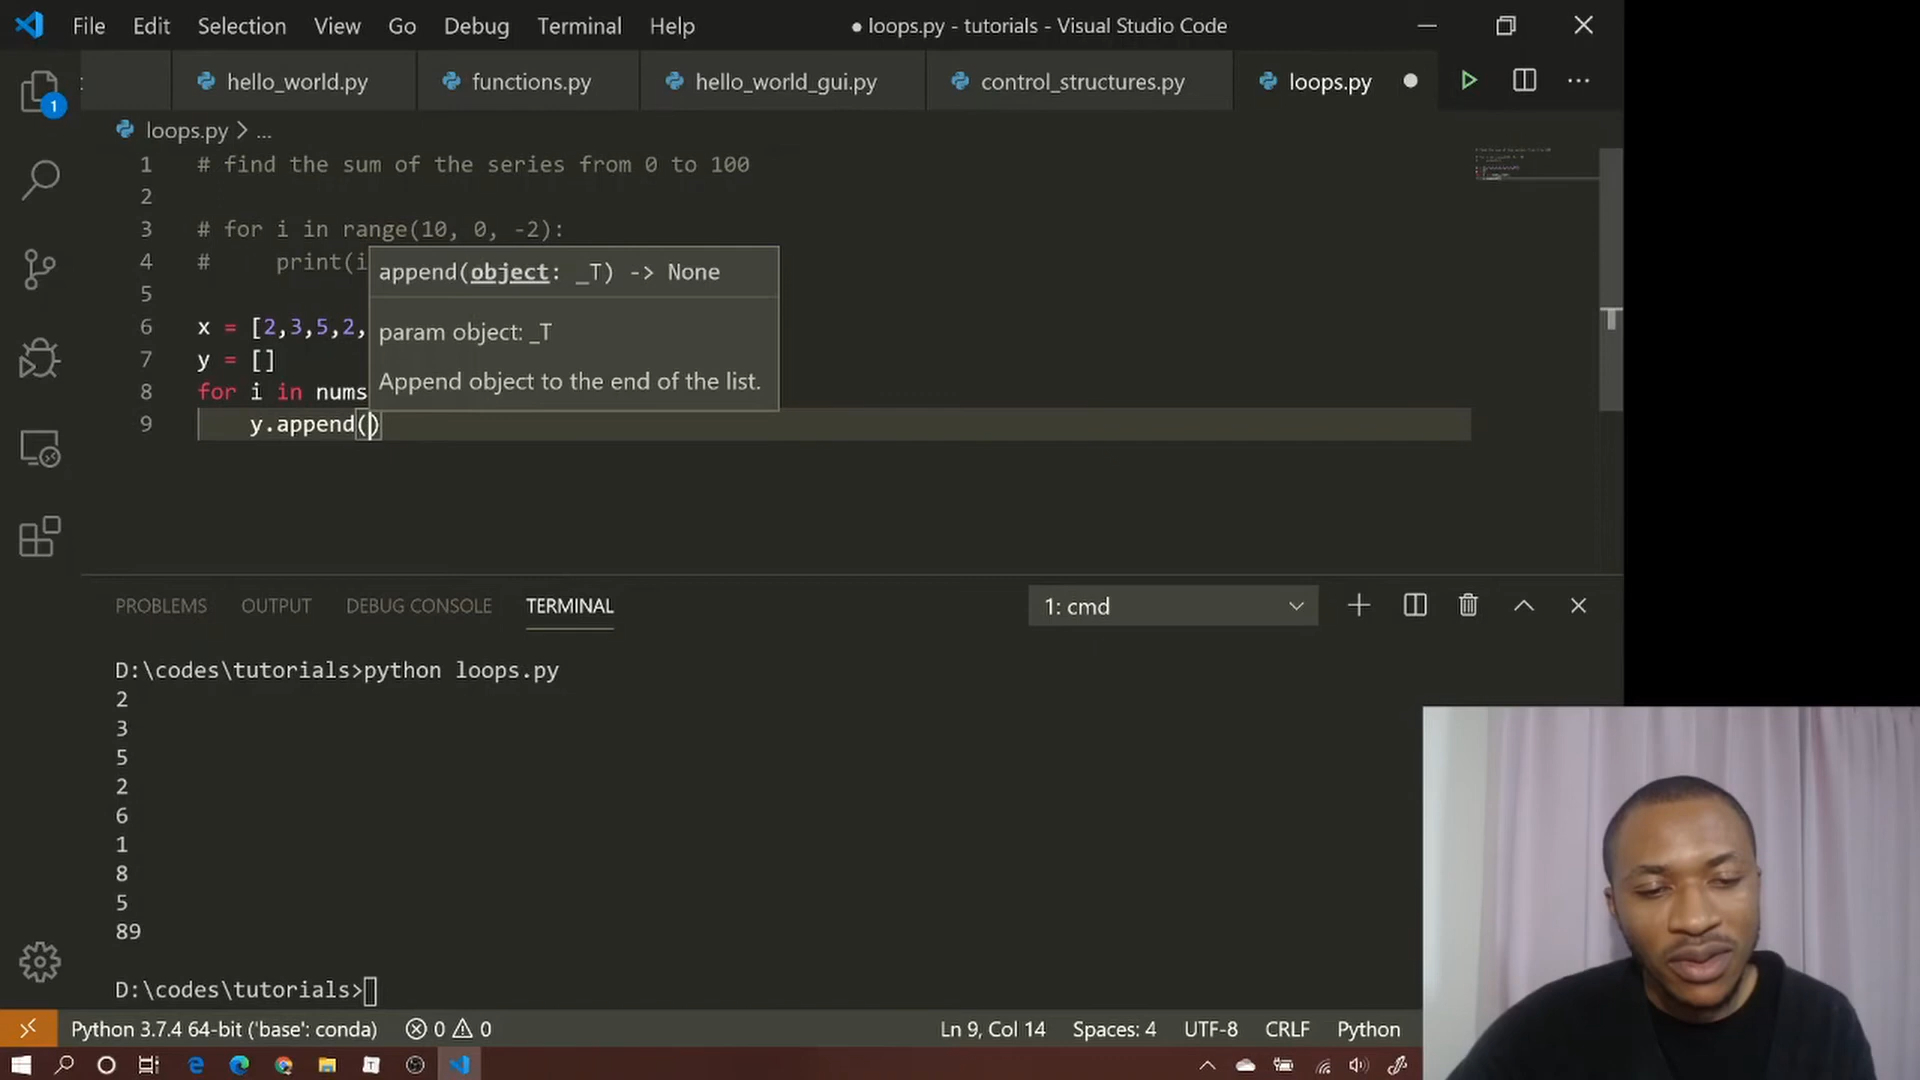 File Edit Selection View Go Debug Terminal Help ● loops.py - tutorials - Visual Studio Code
hello_world.py functions.py hello_world_gui.py control_structures.py loops.py
loops.py > ...
1 # find the sum of the series from 0 to 100
2
3 # for i in range(10, 0, -2):
4 # print(i
5
6 x = [2,3,5,2,
7 y = []
8 for i in nums
9 y.append()
append(object: _T) -> None
param object: _T
Append object to the end of the list.
PROBLEMS OUTPUT DEBUG CONSOLE TERMINAL 1: cmd
D:\codes\tutorials>python loops.py
2
3
5
2
6
1
8
5
89
D:\codes\tutorials>
1
Python 3.7.4 64-bit ('base': conda) 0 0 Ln 9, Col 14 Spaces: 4 UTF-8 CRLF Python